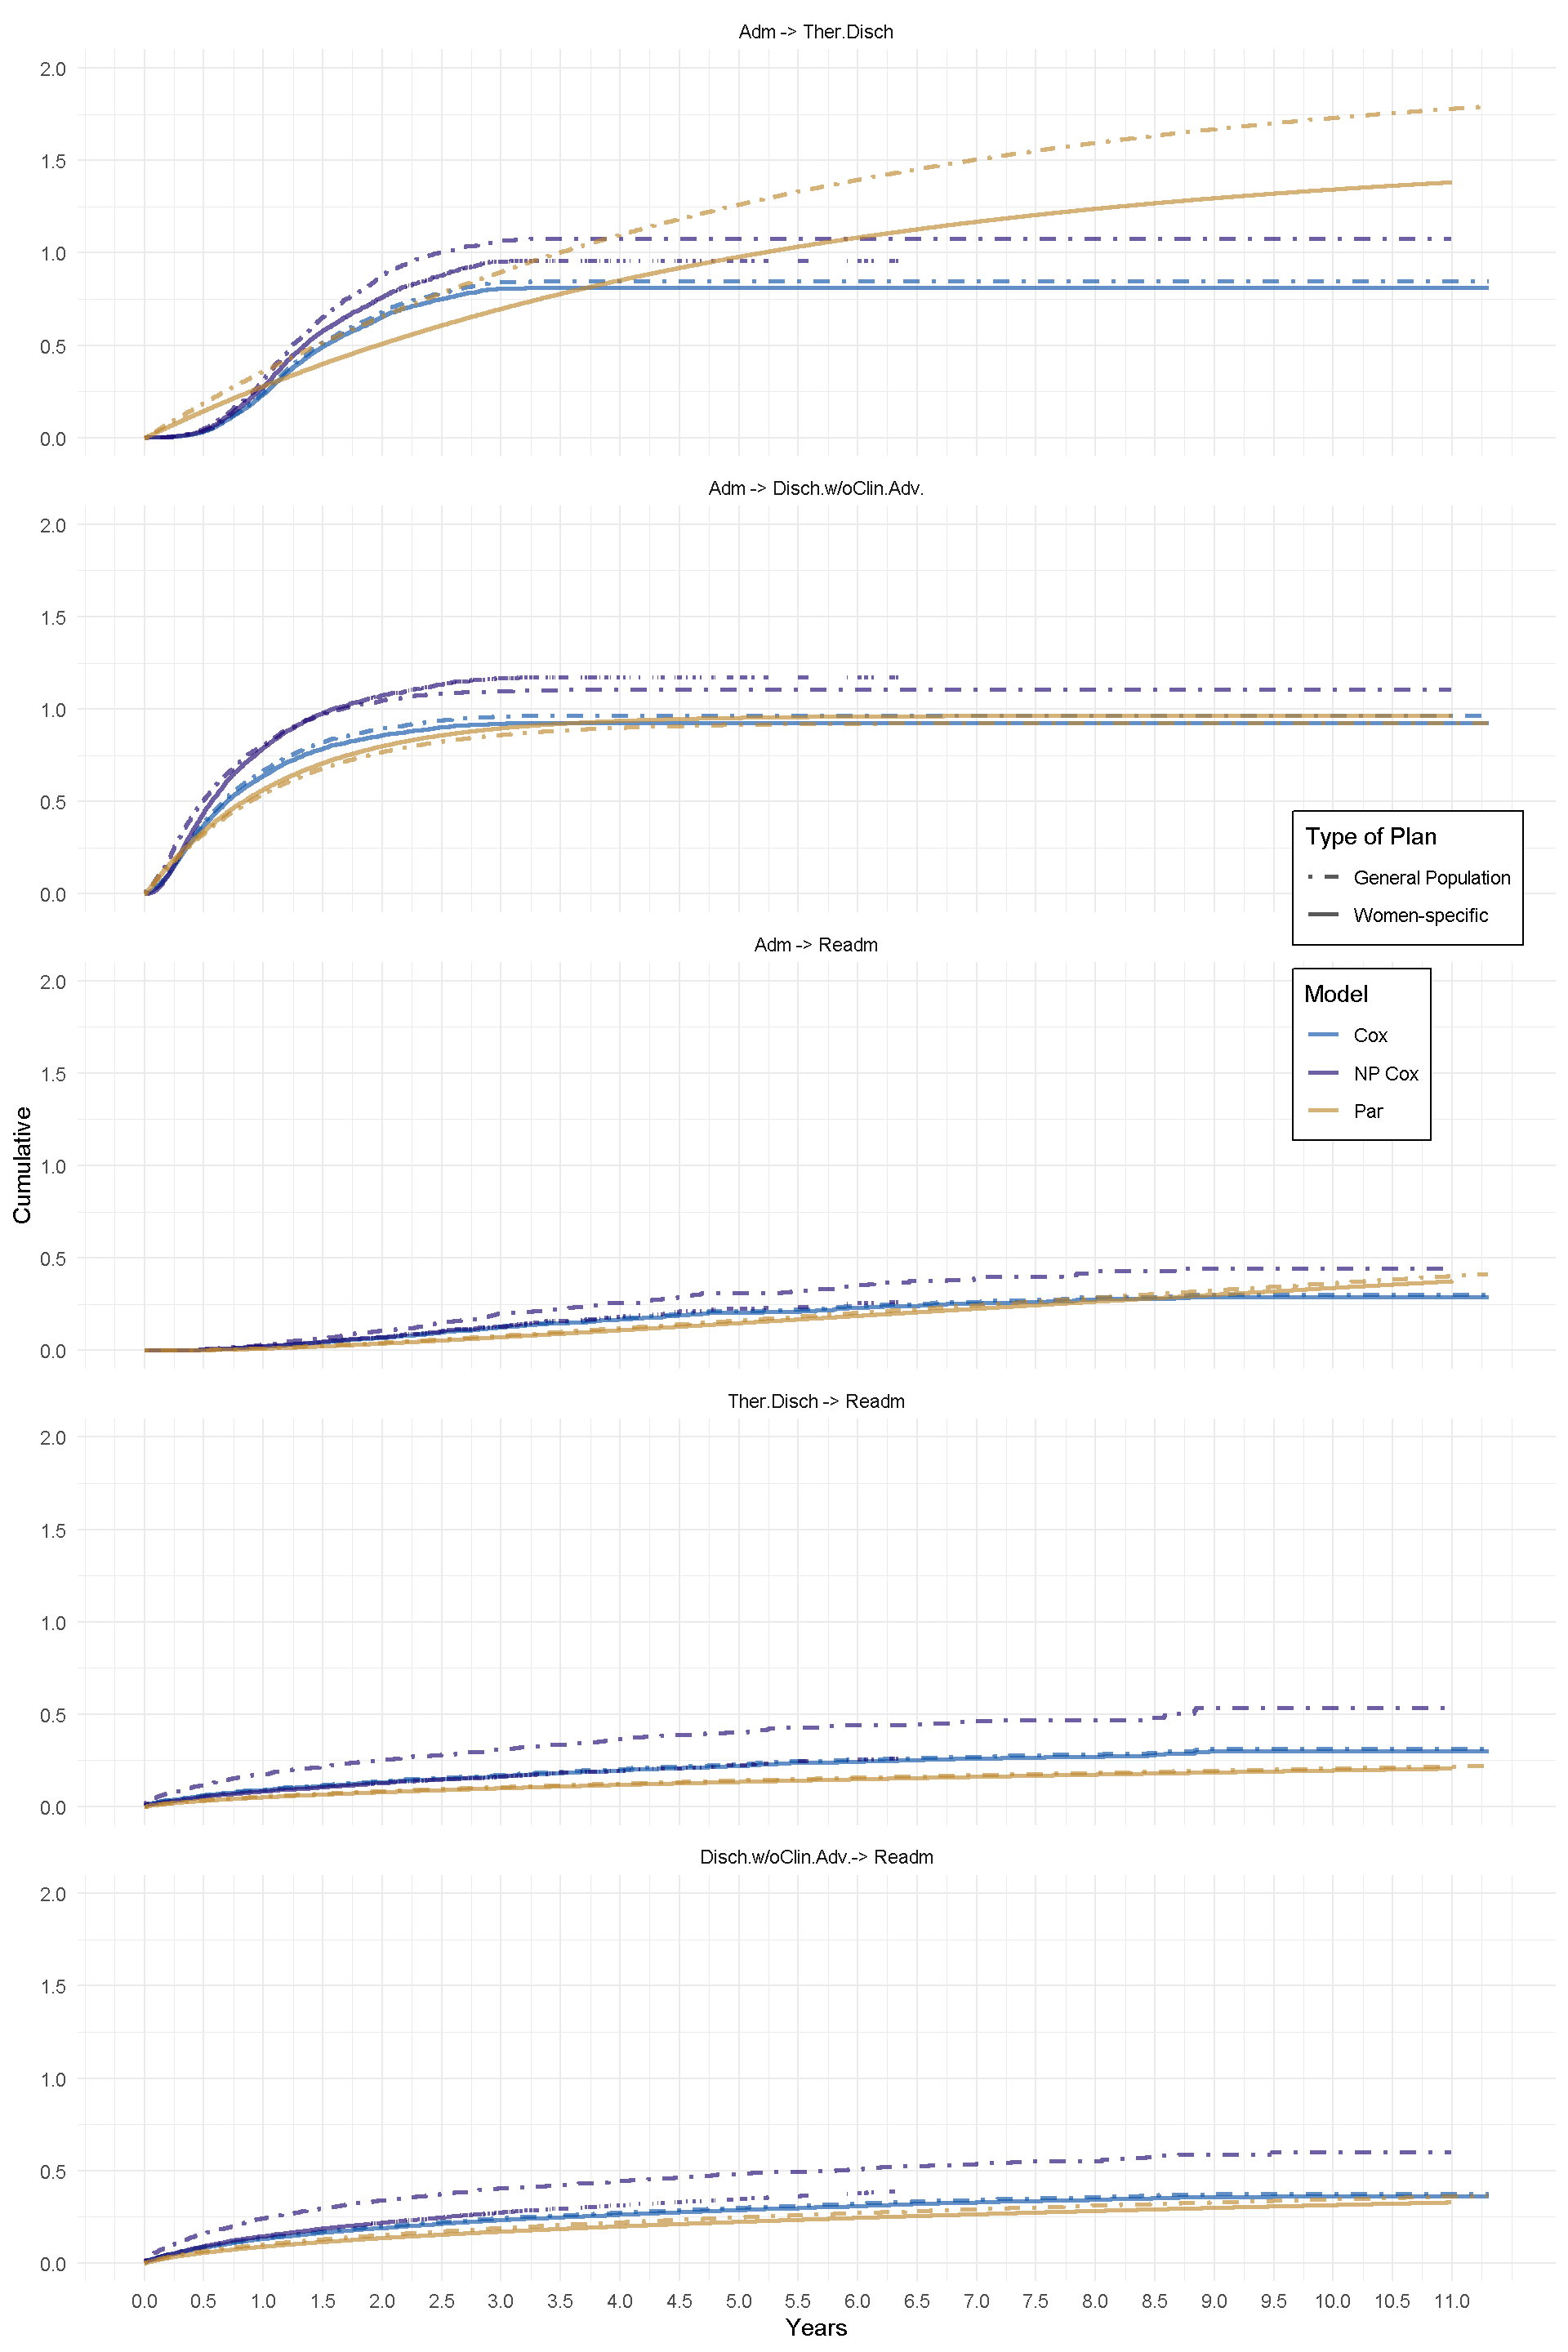 Adm -> Ther.Disch
2.0
1.5
1.0
0.5
0.0
Adm -> Disch.w/oClin.Adv.
2.0
1.5
1.0
0.5
0.0
Type of Plan
General Population
Women-specific
Adm -> Readm
2.0
1.5
1.0
0.5
0.0
Model
Cox
NP Cox
Par
Cumulative
Ther.Disch -> Readm
2.0
1.5
1.0
0.5
0.0
Disch.w/oClin.Adv.-> Readm
2.0
1.5
1.0
0.5
0.0
0.0 0.5 1.0 1.5 2.0 2.5 3.0 3.5 4.0 4.5 5.0 5.5 6.0 6.5 7.0 7.5 8.0 8.5 9.0 9.5 10.0 10.5 11.0
Years